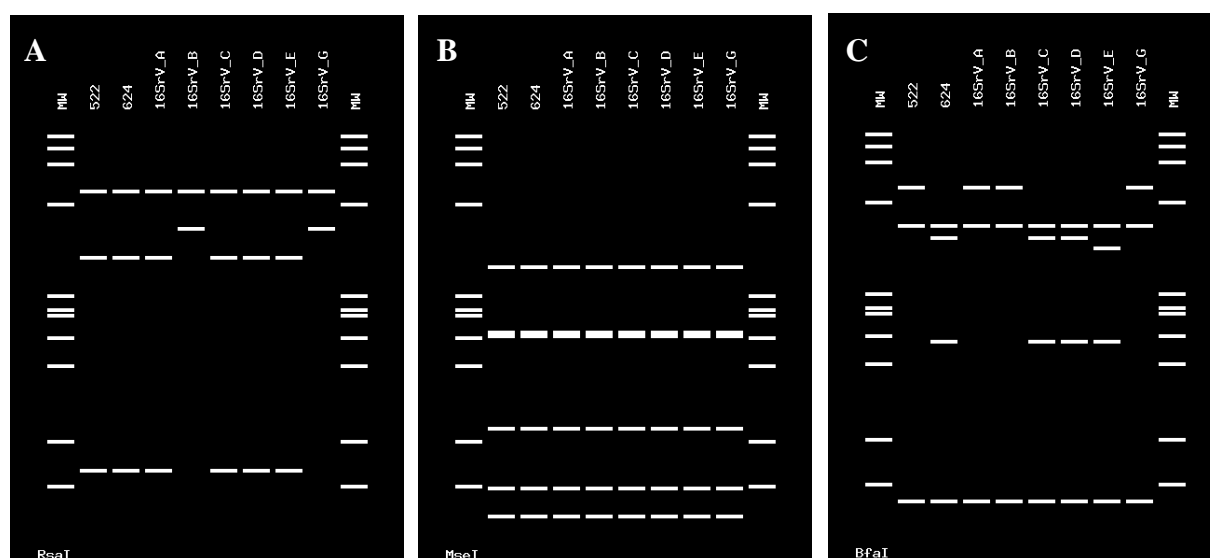 A
MW
522
624
16SrV_A
16SrV_B
16SrV_C
16SrV_D
16SrV_E
16SrV_G
MW
RsaI
B
MW
522
624
16SrV_A
16SrV_B
16SrV_C
16SrV_D
16SrV_E
16SrV_G
MW
MseI
C
MW
522
624
16SrV_A
16SrV_B
16SrV_C
16SrV_D
16SrV_E
16SrV_G
MW
BfaI